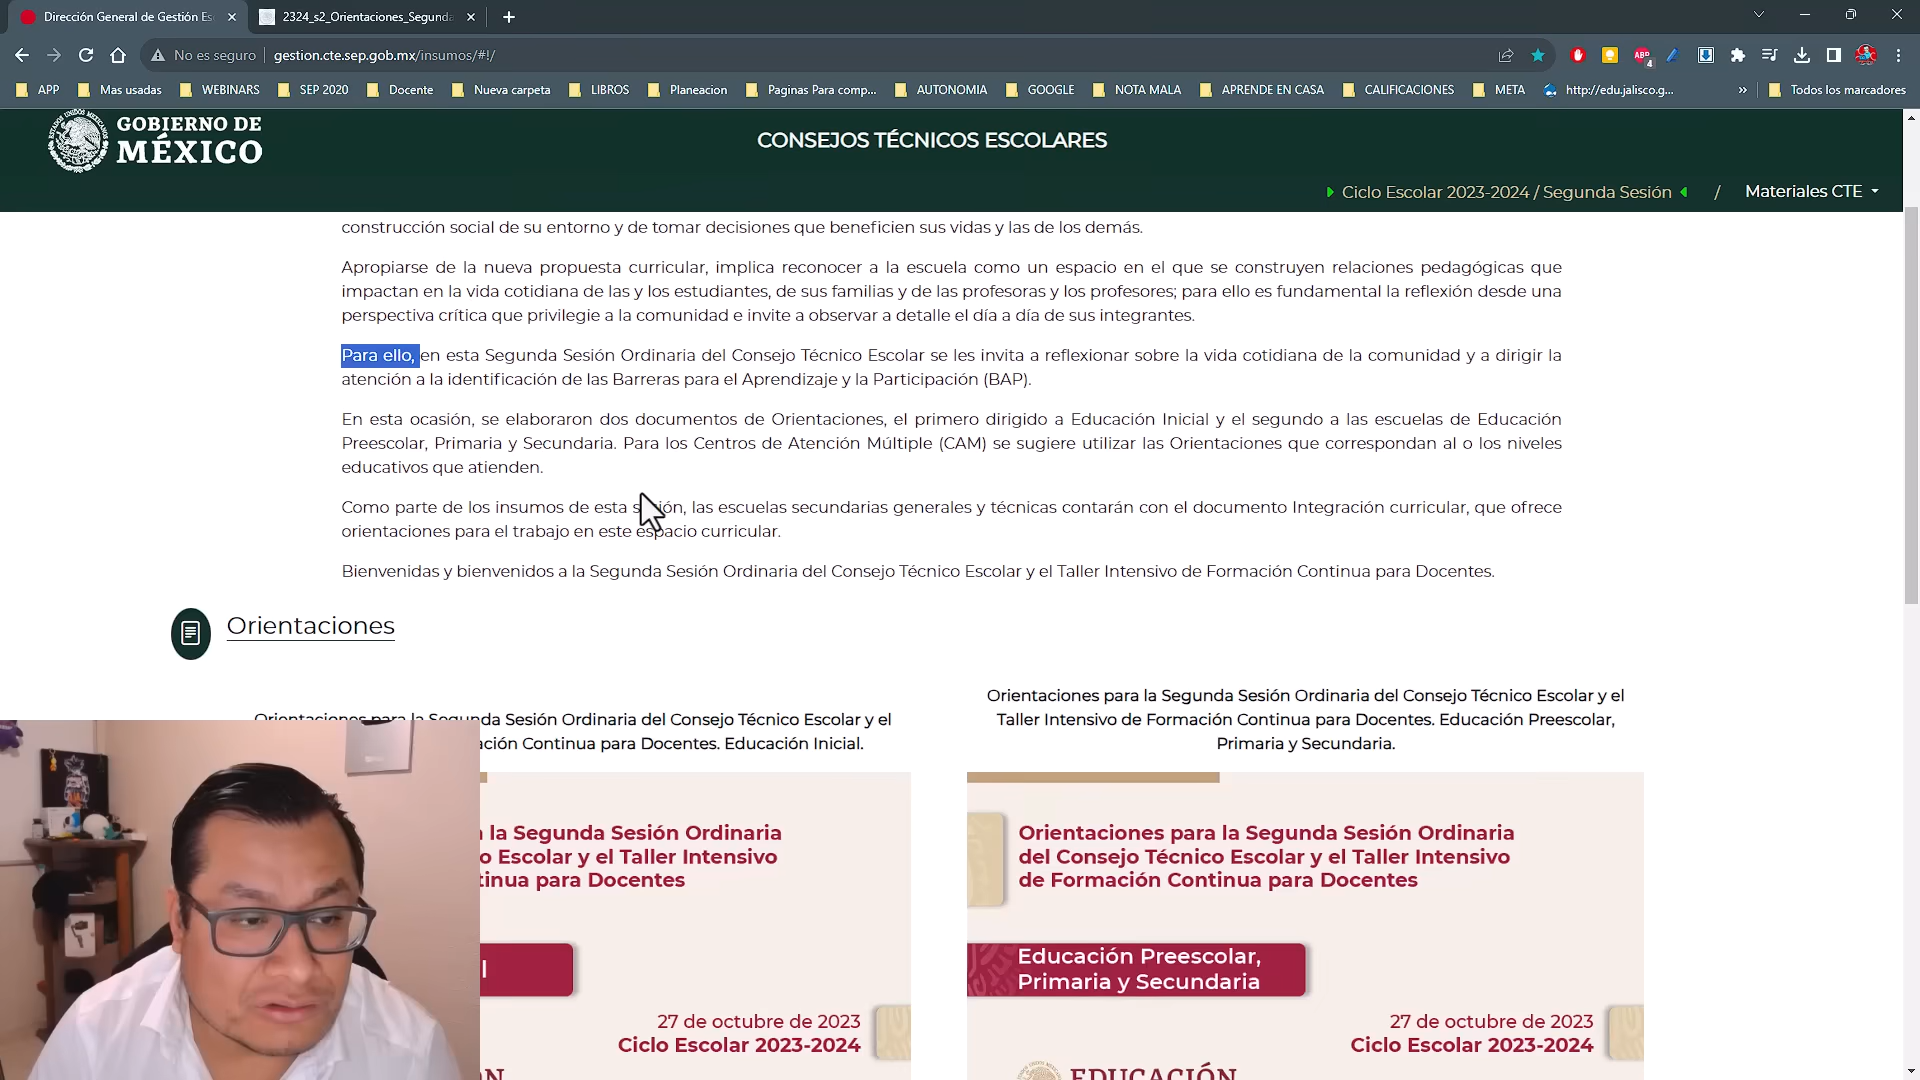 Dirección General de Gestión Es
2324_s2_Orientaciones_Segunda
No es seguro
gestion.cte.sep.gob.mx/insumos/#!/
ABP
4
APP
Mas usadas
WEBINARS
SEP 2020
Docente
Nueva carpeta
LIBROS
Planeacion
Paginas Para comp...
AUTONOMIA
GOOGLE
NOTA MALA
APRENDE EN CASA
CALIFICACIONES
META
http://edu.jalisco.g...
»
Todos los marcadores
GOBIERNO DE
MÉXICO
CONSEJOS TÉCNICOS ESCOLARES
Ciclo Escolar 2023-2024 / Segunda Sesión / Materiales CTE
construcción social de su entorno y de tomar decisiones que beneficien sus vidas y las de los demás.
Apropiarse de la nueva propuesta curricular, implica reconocer a la escuela como un espacio en el que se construyen relaciones pedagógicas que
impactan en la vida cotidiana de las y los estudiantes, de sus familias y de las profesoras y los profesores; para ello es fundamental la reflexión desde una
perspectiva crítica que privilegie a la comunidad e invite a observar a detalle el día a día de sus integrantes.
Para ello, en esta Segunda Sesión Ordinaria del Consejo Técnico Escolar se les invita a reflexionar sobre la vida cotidiana de la comunidad y a dirigir la
atención a la identificación de las Barreras para el Aprendizaje y la Participación (BAP).
En esta ocasión, se elaboraron dos documentos de Orientaciones, el primero dirigido a Educación Inicial y el segundo a las escuelas de Educación
Preescolar, Primaria y Secundaria. Para los Centros de Atención Múltiple (CAM) se sugiere utilizar las Orientaciones que correspondan al o los niveles
educativos que atienden.
Como parte de los insumos de esta sesión, las escuelas secundarias generales y técnicas contarán con el documento Integración curricular, que ofrece
orientaciones para el trabajo en este espacio curricular.
Bienvenidas y bienvenidos a la Segunda Sesión Ordinaria del Consejo Técnico Escolar y el Taller Intensivo de Formación Continua para Docentes.
Orientaciones
Orientaciones para la Segunda Sesión Ordinaria del Consejo Técnico Escolar y el
ación Continua para Docentes. Educación Inicial.
la Segunda Sesión Ordinaria
o Escolar y el Taller Intensivo
tinua para Docentes
l
27 de octubre de 2023
Ciclo Escolar 2023-2024
Orientaciones para la Segunda Sesión Ordinaria del Consejo Técnico Escolar y el
Taller Intensivo de Formación Continua para Docentes. Educación Preescolar,
Primaria y Secundaria.
Orientaciones para la Segunda Sesión Ordinaria
del Consejo Técnico Escolar y el Taller Intensivo
de Formación Continua para Docentes
Educación Preescolar,
Primaria y Secundaria
27 de octubre de 2023
Ciclo Escolar 2023-2024
EDUCACIÓN